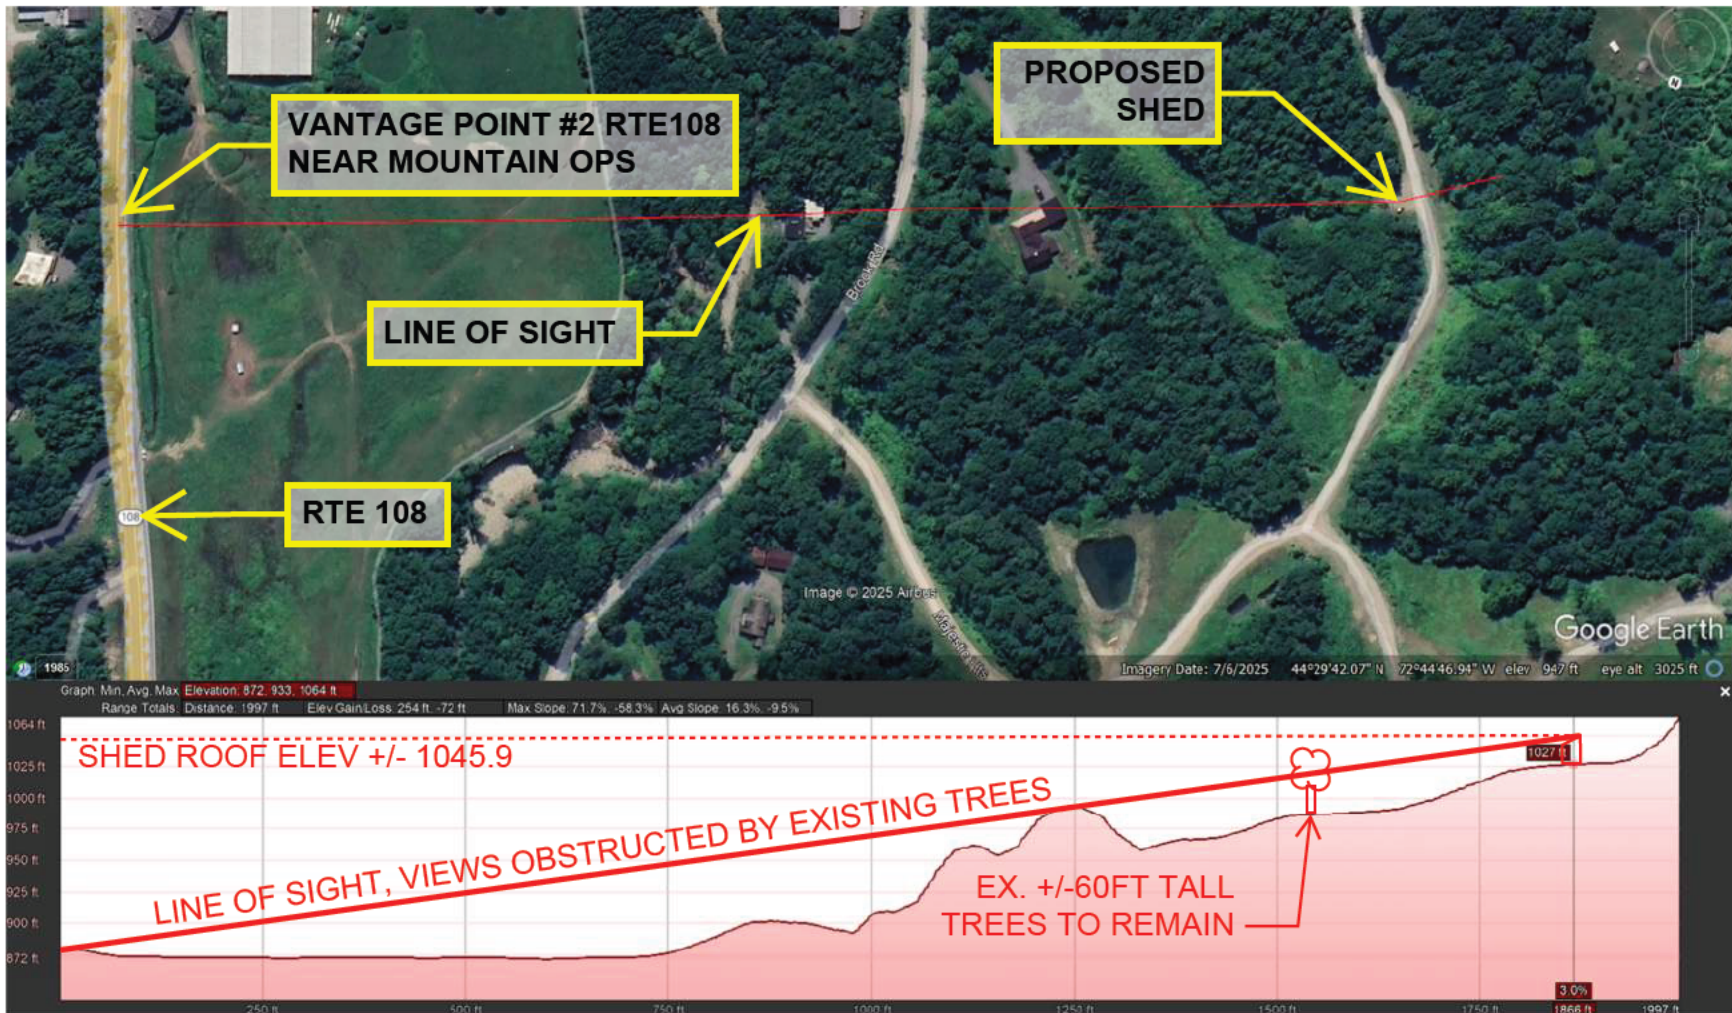 PROPOSED
SHED
VANTAGE POINT #2 RTE108
NEAR MOUNTAIN OPS
LINE OF SIGHT
Brook Rd
RTE 108
108
Image © 2025 Airbus
Google Earth
1985
Imagery Date: 7/6/2025 44°29'42.07" N 72°44'46.94" W elev 947 ft eye alt 3025 ft
Graph: Min, Avg, Max Elevation: 872, 933, 1064 ft
Range Totals: Distance: 1997 ft Elev Gain/Loss: 254 ft, -72 ft Max Slope: 71.7%, -58.3% Avg Slope: 16.3%, -9.5%
1064 ft
SHED ROOF ELEV +/- 1045.9
1027 ft
1025 ft
1000 ft
975 ft
950 ft
925 ft
900 ft
872 ft
LINE OF SIGHT, VIEWS OBSTRUCTED BY EXISTING TREES
EX. +/-60FT TALL
TREES TO REMAIN
3.0%
250 ft 500 ft 750 ft 1000 ft 1250 ft 1500 ft 1750 ft 1866 ft 1997 ft